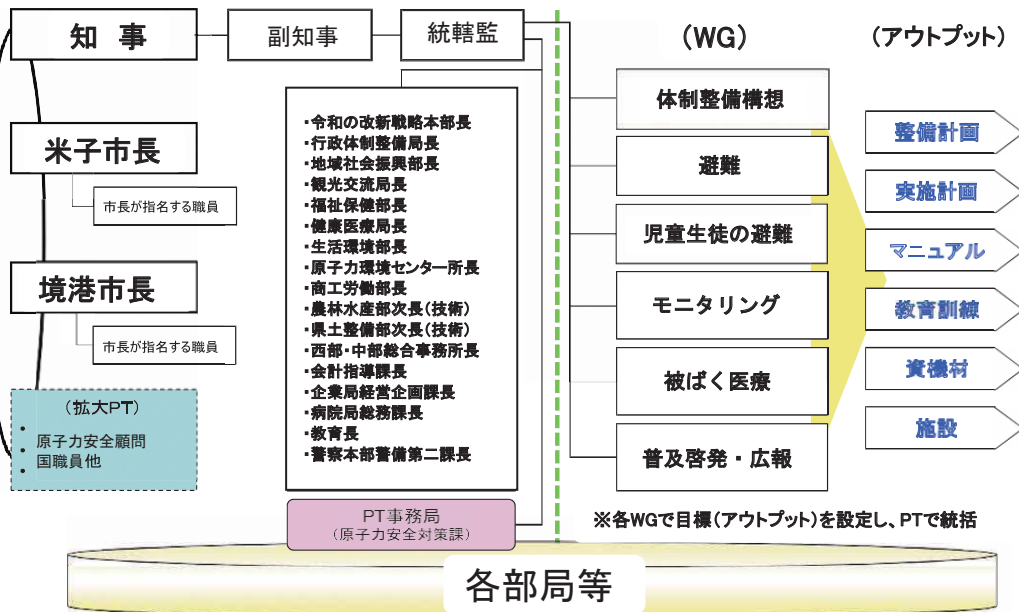 知 事
副知事
統轄監
米子市長
市長が指名する職員
境港市長
市長が指名する職員
(拡大PT)
・
・ 原子力安全顧問
・ 国職員他
・令和の改新戦略本部長
・行政体制整備局長
・地域社会振興部長
・観光交流局長
・福祉保健部長
・健康医療局長
・生活環境部長
・原子力環境センター所長
・商工労働部長
・農林水産部次長(技術)
・県土整備部次長(技術)
・西部・中部総合事務所長
・会計指導課長
・企業局経営企画課長
・病院局総務課長
・教育長
・警察本部警備第二課長
PT事務局
(原子力安全対策課)
(WG)
体制整備構想
避難
児童生徒の避難
モニタリング
被ばく医療
普及啓発・広報
(アウトプット)
整備計画
実施計画
マニュアル
教育訓練
資機材
施設
※各WGで目標(アウトプット)を設定し、PTで統括
各部局等